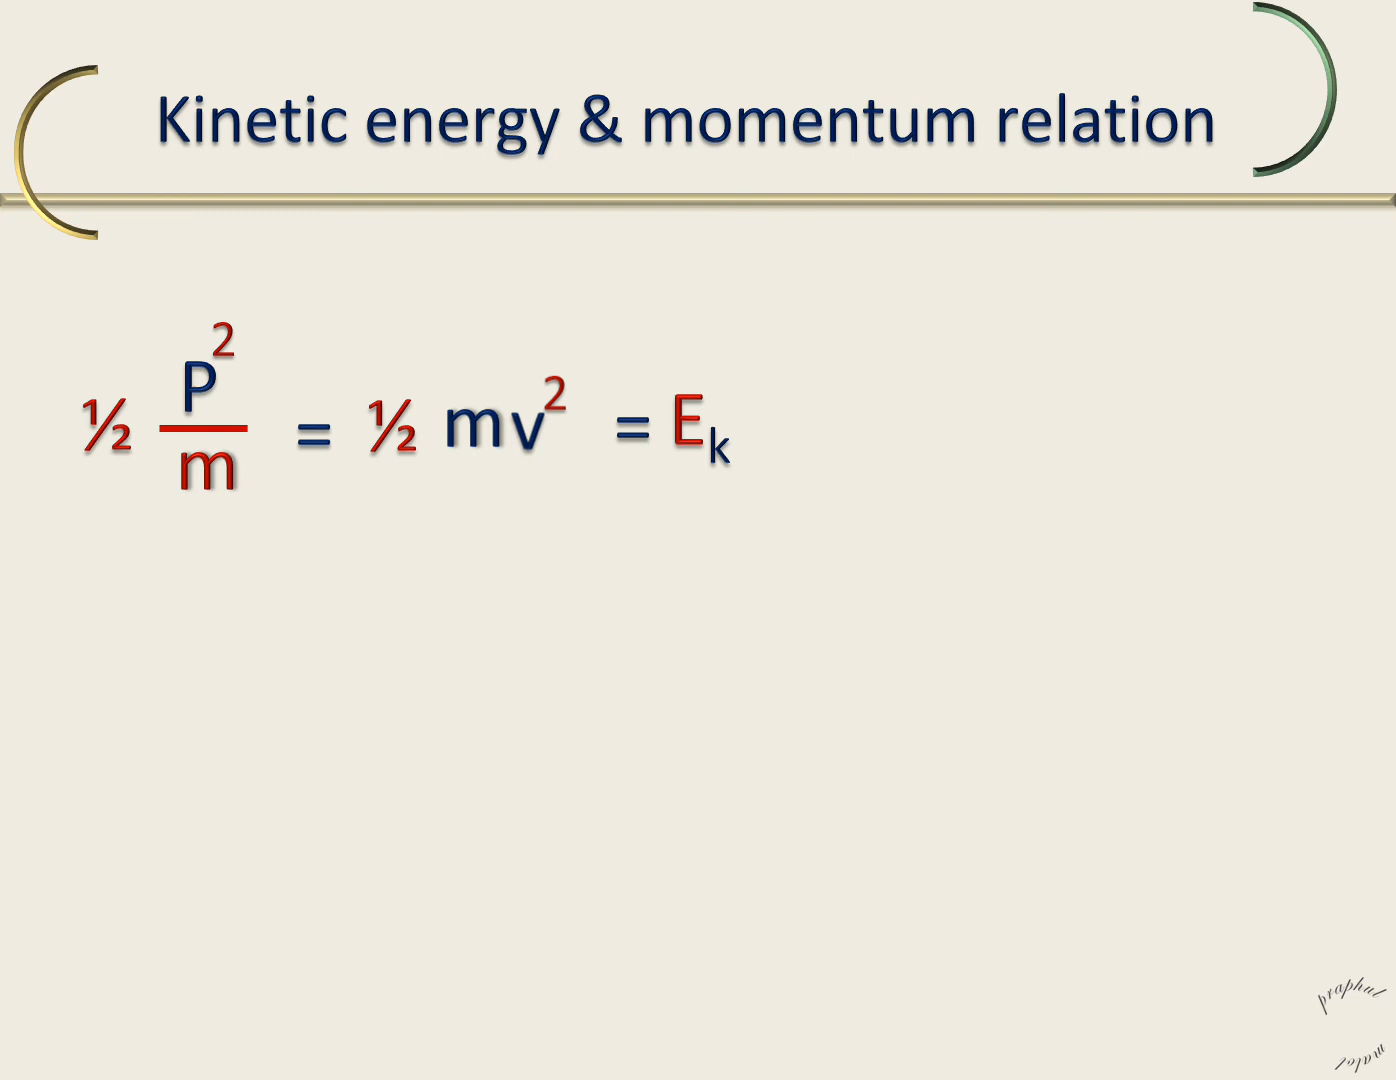 Kinetic energy & momentum relation
½ P²/m = ½ mv² = Eₖ
praphul